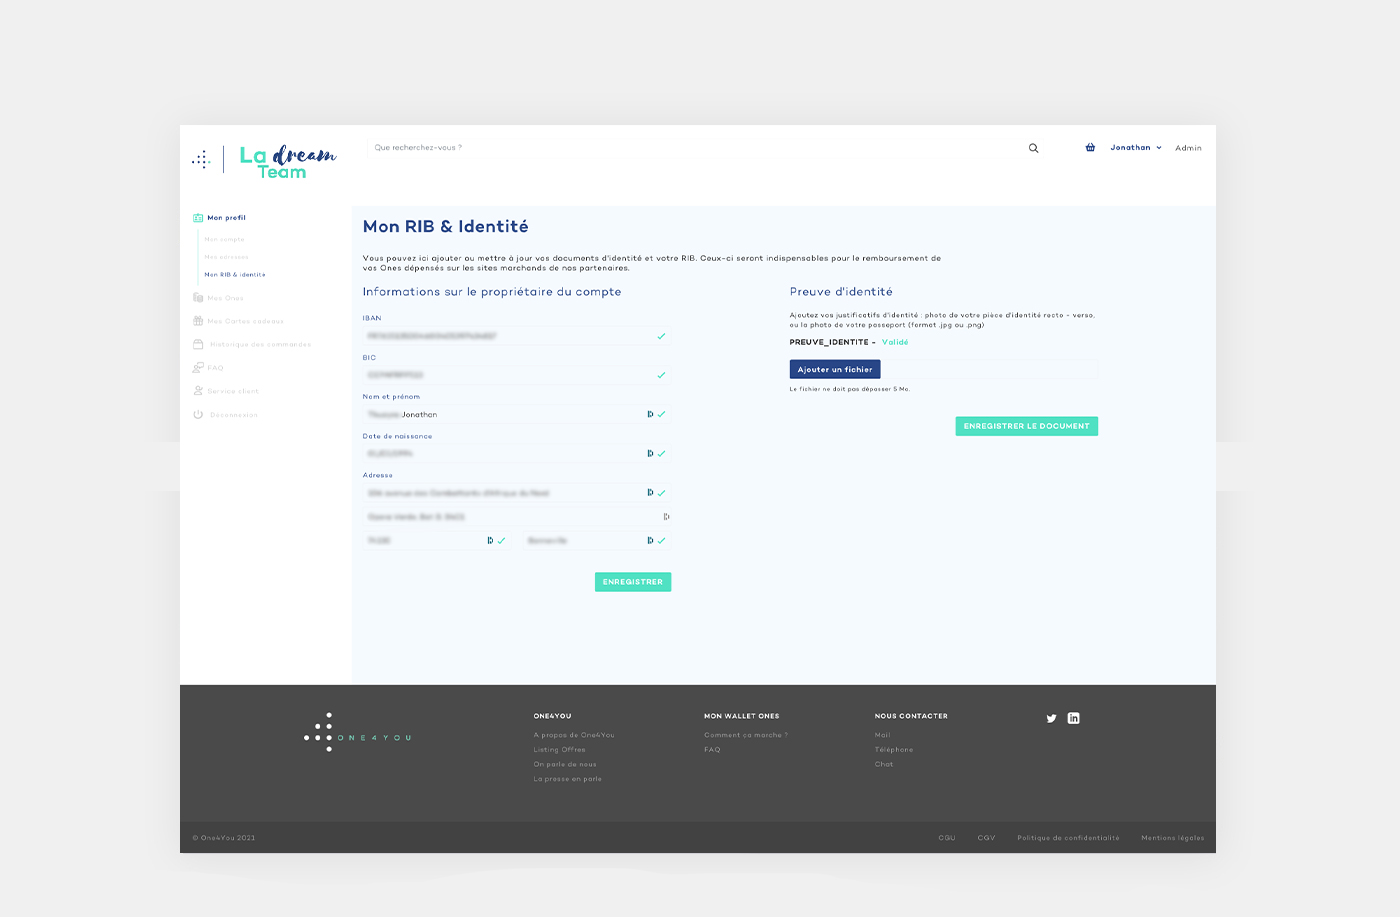 La dream
Team
Que recherchez-vous ?
Jonathan
Admin
Mon profil
Mon compte
Mes adresses
Mon RIB & identité
Mes Ones
Mes Cartes cadeaux
Historique des commandes
FAQ
Service client
Déconnexion
Mon RIB & Identité
Vous pouvez ici ajouter ou mettre à jour vos documents d'identité et votre RIB. Ceux-ci seront indispensables pour le remboursement de
vos Ones dépensés sur les sites marchands de nos partenaires.
Informations sur le propriétaire du compte
IBAN
BIC
Nom et prénom
Jonathan
Date de naissance
Adresse
ENREGISTRER
Preuve d'identité
Ajoutez vos justificatifs d'identité : photo de votre pièce d'identité recto - verso,
ou la photo de votre passeport (format .jpg ou .png)
PREUVE_IDENTITE - Validé
Ajouter un fichier
Le fichier ne doit pas dépasser 5 Mo.
ENREGISTRER LE DOCUMENT
ONE4YOU
ONE4YOU
A propos de One4You
Listing Offres
On parle de nous
La presse en parle
MON WALLET ONES
Comment ça marche ?
FAQ
NOUS CONTACTER
Mail
Téléphone
Chat
© One4You 2021
CGU
CGV
Politique de confidentialité
Mentions légales